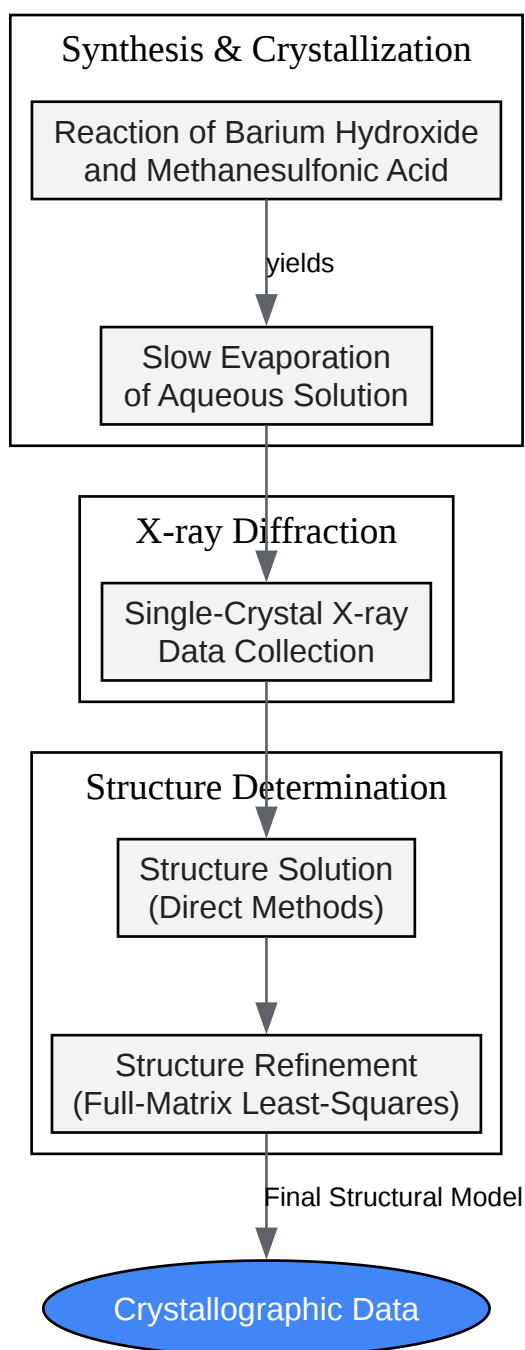 Synthesis & Crystallization
Reaction of Barium Hydroxide
and Methanesulfonic Acid
yields
Slow Evaporation
of Aqueous Solution
X-ray Diffraction
Single-Crystal X-ray
Data Collection
Structure Determination
Structure Solution
(Direct Methods)
Structure Refinement
(Full-Matrix Least-Squares)
Final Structural Model
Crystallographic Data